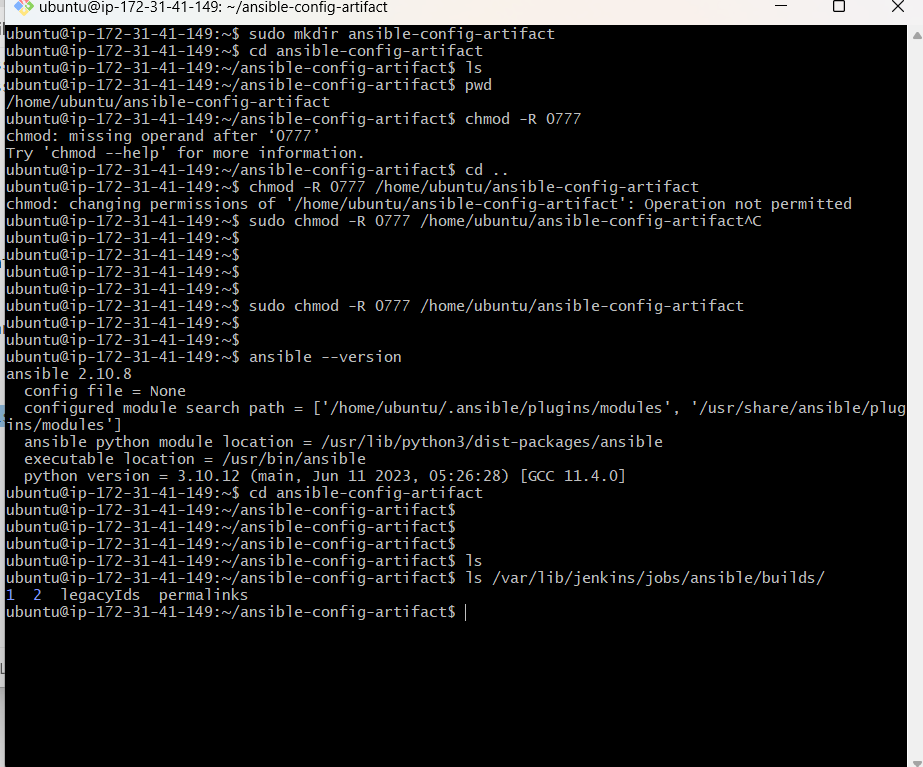 ubuntu@ip-172-31-41-149: ~/ansible-config-artifact
ubuntu@ip-172-31-41-149:~$ sudo mkdir ansible-config-artifact
ubuntu@ip-172-31-41-149:~$ cd ansible-config-artifact
ubuntu@ip-172-31-41-149:~/ansible-config-artifact$ ls
ubuntu@ip-172-31-41-149:~/ansible-config-artifact$ pwd
/home/ubuntu/ansible-config-artifact
ubuntu@ip-172-31-41-149:~/ansible-config-artifact$ chmod -R 0777
chmod: missing operand after ‘0777’
Try 'chmod --help' for more information.
ubuntu@ip-172-31-41-149:~/ansible-config-artifact$ cd ..
ubuntu@ip-172-31-41-149:~$ chmod -R 0777 /home/ubuntu/ansible-config-artifact
chmod: changing permissions of '/home/ubuntu/ansible-config-artifact': Operation not permitted
ubuntu@ip-172-31-41-149:~$ sudo chmod -R 0777 /home/ubuntu/ansible-config-artifact^C
ubuntu@ip-172-31-41-149:~$
ubuntu@ip-172-31-41-149:~$
ubuntu@ip-172-31-41-149:~$
ubuntu@ip-172-31-41-149:~$
ubuntu@ip-172-31-41-149:~$ sudo chmod -R 0777 /home/ubuntu/ansible-config-artifact
ubuntu@ip-172-31-41-149:~$
ubuntu@ip-172-31-41-149:~$
ubuntu@ip-172-31-41-149:~$ ansible --version
ansible 2.10.8
  config file = None
  configured module search path = ['/home/ubuntu/.ansible/plugins/modules', '/usr/share/ansible/plug
ins/modules']
  ansible python module location = /usr/lib/python3/dist-packages/ansible
  executable location = /usr/bin/ansible
  python version = 3.10.12 (main, Jun 11 2023, 05:26:28) [GCC 11.4.0]
ubuntu@ip-172-31-41-149:~$ cd ansible-config-artifact
ubuntu@ip-172-31-41-149:~/ansible-config-artifact$
ubuntu@ip-172-31-41-149:~/ansible-config-artifact$
ubuntu@ip-172-31-41-149:~/ansible-config-artifact$
ubuntu@ip-172-31-41-149:~/ansible-config-artifact$ ls
ubuntu@ip-172-31-41-149:~/ansible-config-artifact$ ls /var/lib/jenkins/jobs/ansible/builds/
1  2  legacyIds  permalinks
ubuntu@ip-172-31-41-149:~/ansible-config-artifact$